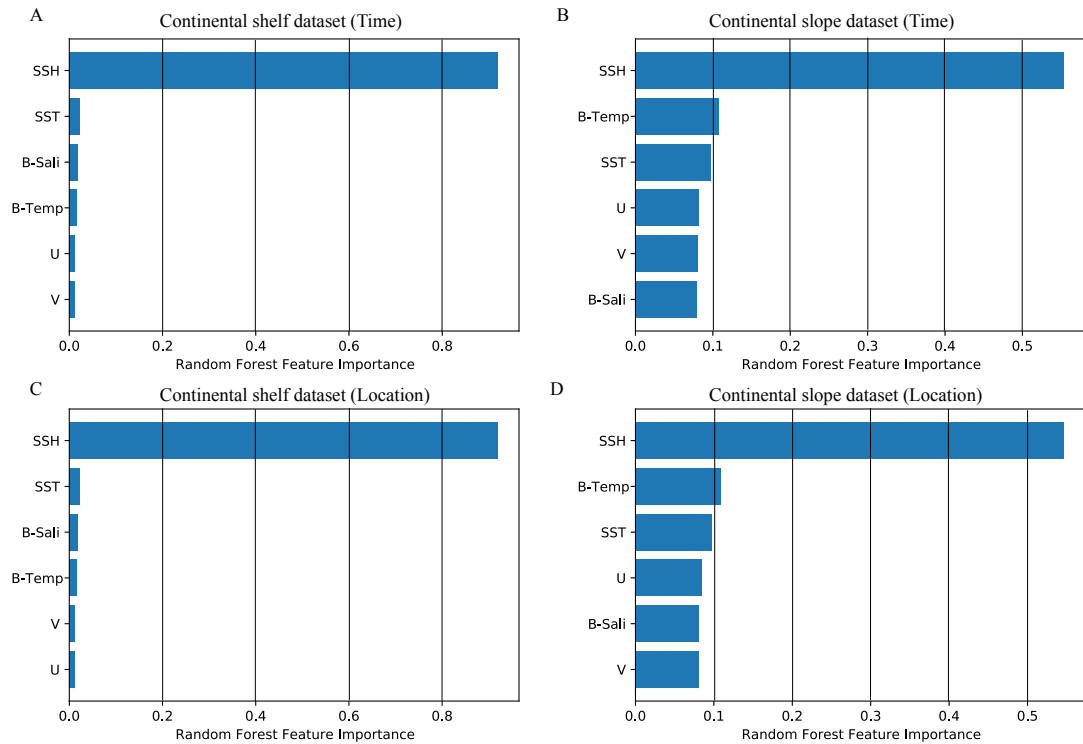 A
Continental shelf dataset (Time)
SSH
SST
B-Sali
B-Temp
U
V
0.0 0.2 0.4 0.6 0.8
Random Forest Feature Importance
B
Continental slope dataset (Time)
SSH
B-Temp
SST
U
V
B-Sali
0.0 0.1 0.2 0.3 0.4 0.5
Random Forest Feature Importance
C
Continental shelf dataset (Location)
SSH
SST
B-Sali
B-Temp
V
U
0.0 0.2 0.4 0.6 0.8
Random Forest Feature Importance
D
Continental slope dataset (Location)
SSH
B-Temp
SST
U
B-Sali
V
0.0 0.1 0.2 0.3 0.4 0.5
Random Forest Feature Importance